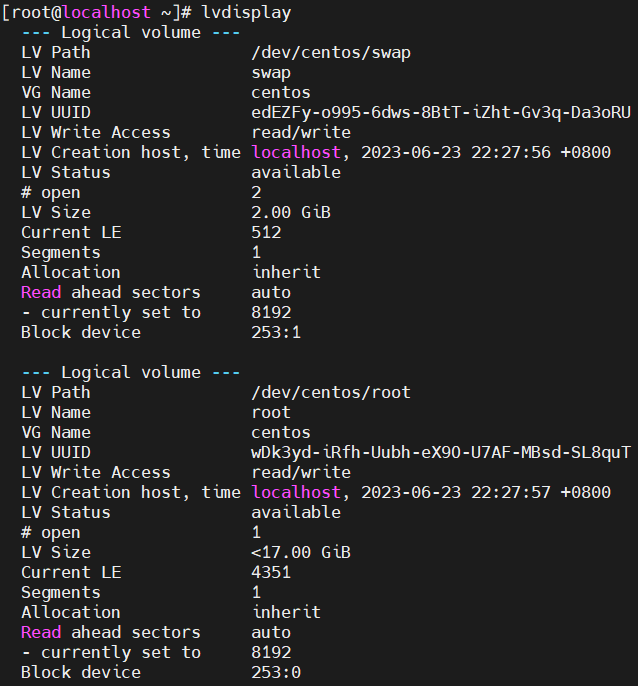 [root@localhost ~]# lvdisplay
--- Logical volume ---
LV Path                /dev/centos/swap
LV Name                swap
VG Name                centos
LV UUID                edEZFy-o995-6dws-8BtT-iZht-Gv3q-Da3oRU
LV Write Access        read/write
LV Creation host, time localhost, 2023-06-23 22:27:56 +0800
LV Status              available
# open                 2
LV Size                2.00 GiB
Current LE             512
Segments               1
Allocation             inherit
Read ahead sectors     auto
- currently set to     8192
Block device           253:1
--- Logical volume ---
LV Path                /dev/centos/root
LV Name                root
VG Name                centos
LV UUID                wDk3yd-iRfh-Uubh-eX9O-U7AF-MBsd-SL8quT
LV Write Access        read/write
LV Creation host, time localhost, 2023-06-23 22:27:57 +0800
LV Status              available
# open                 1
LV Size                <17.00 GiB
Current LE             4351
Segments               1
Allocation             inherit
Read ahead sectors     auto
- currently set to     8192
Block device           253:0